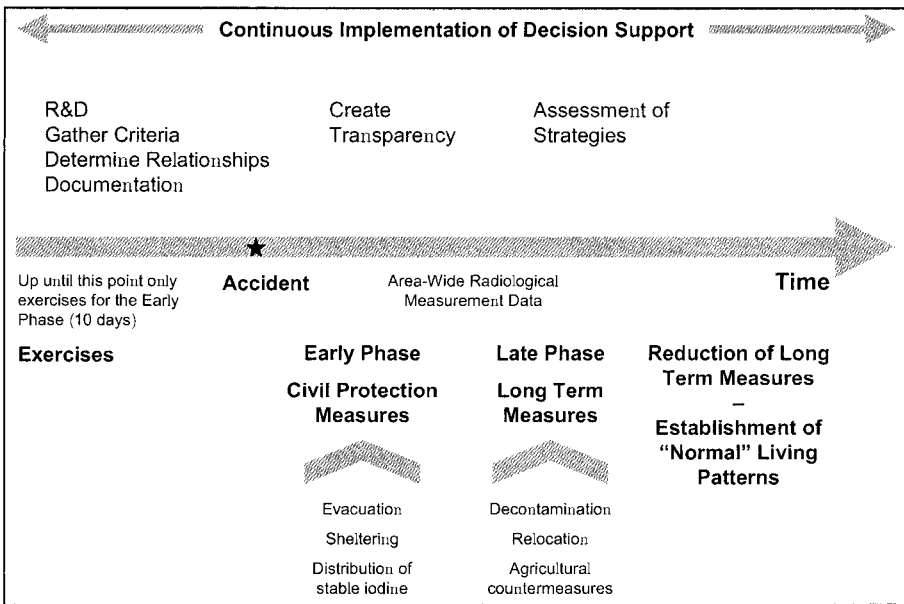 Continuous Implementation of Decision Support
R&D
Gather Criteria
Determine Relationships
Documentation
Create
Transparency
Assessment of
Strategies
Up until this point only
exercises for the Early
Phase (10 days)
Accident
Area-Wide Radiological
Measurement Data
Time
Exercises
Early Phase
Civil Protection
Measures
Late Phase
Long Term
Measures
Reduction of Long
Term Measures
–
Establishment of
“Normal” Living
Patterns
Evacuation
Sheltering
Distribution of
stable iodine
Decontamination
Relocation
Agricultural
countermeasures